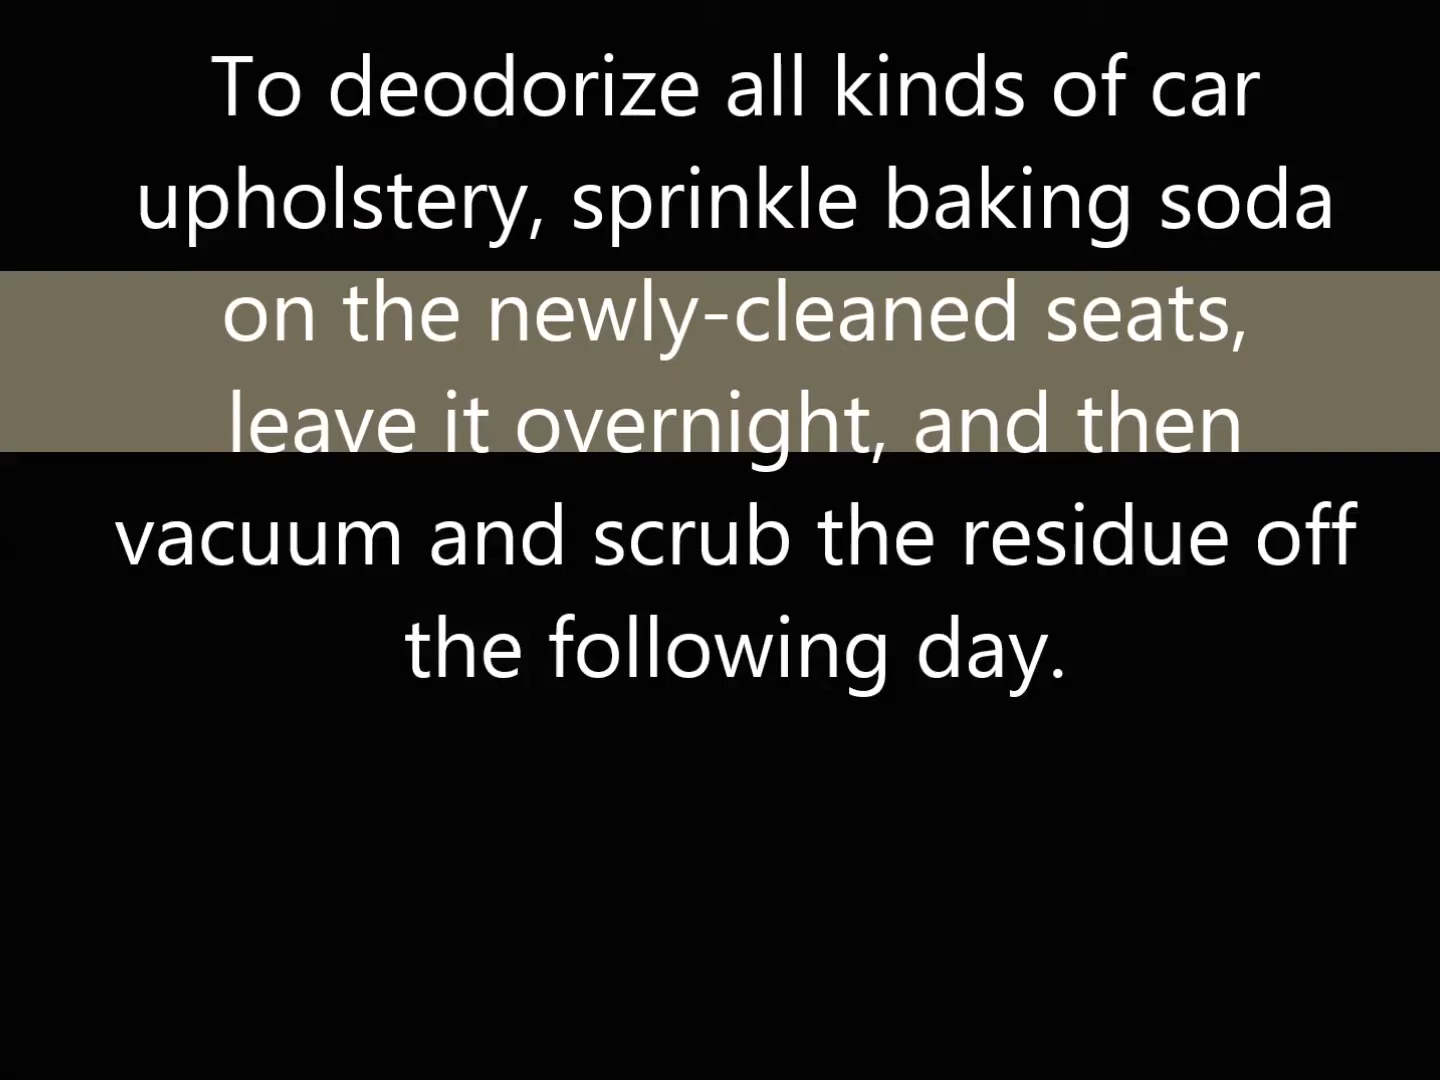 To deodorize all kinds of car
upholstery, sprinkle baking soda
on the newly-cleaned seats,
leave it overnight, and then
vacuum and scrub the residue off
the following day.